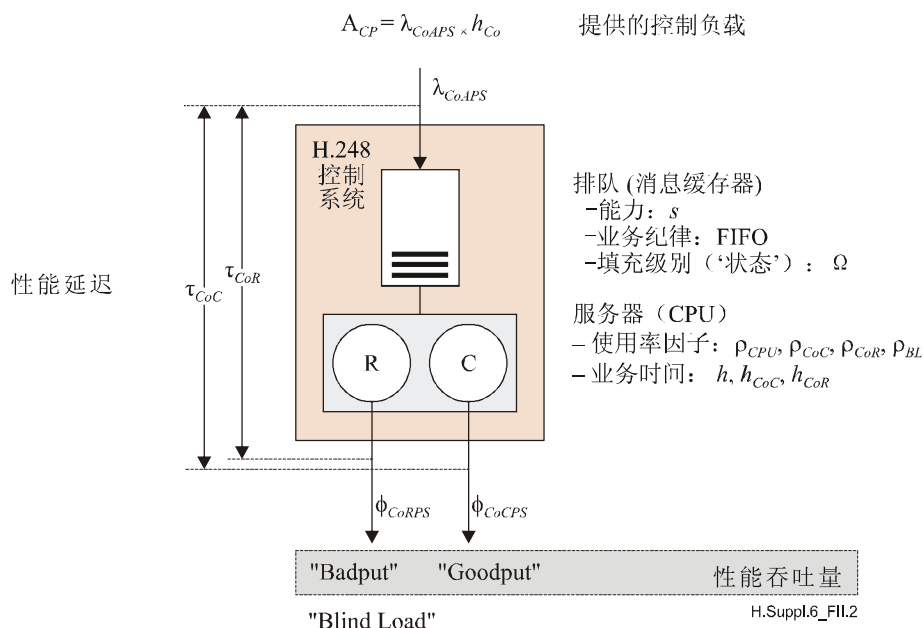 A_CP = λ_CoAPS × h_Co 提供的控制负载
λ_CoAPS
H.248
控制
系统
排队 (消息缓存器)
–能力：s
–业务纪律：FIFO
–填充级别（‘状态’）：Ω
性能延迟
τ_CoC
τ_CoR
服务器（CPU）
– 使用率因子：ρ_CPU, ρ_CoC, ρ_CoR, ρ_BL
– 业务时间：h, h_CoC, h_CoR
R
C
ϕ_CoRPS
ϕ_CoCPS
"Badput"
"Goodput"
性能吞吐量
"Blind Load"
H.Suppl.6_FII.2